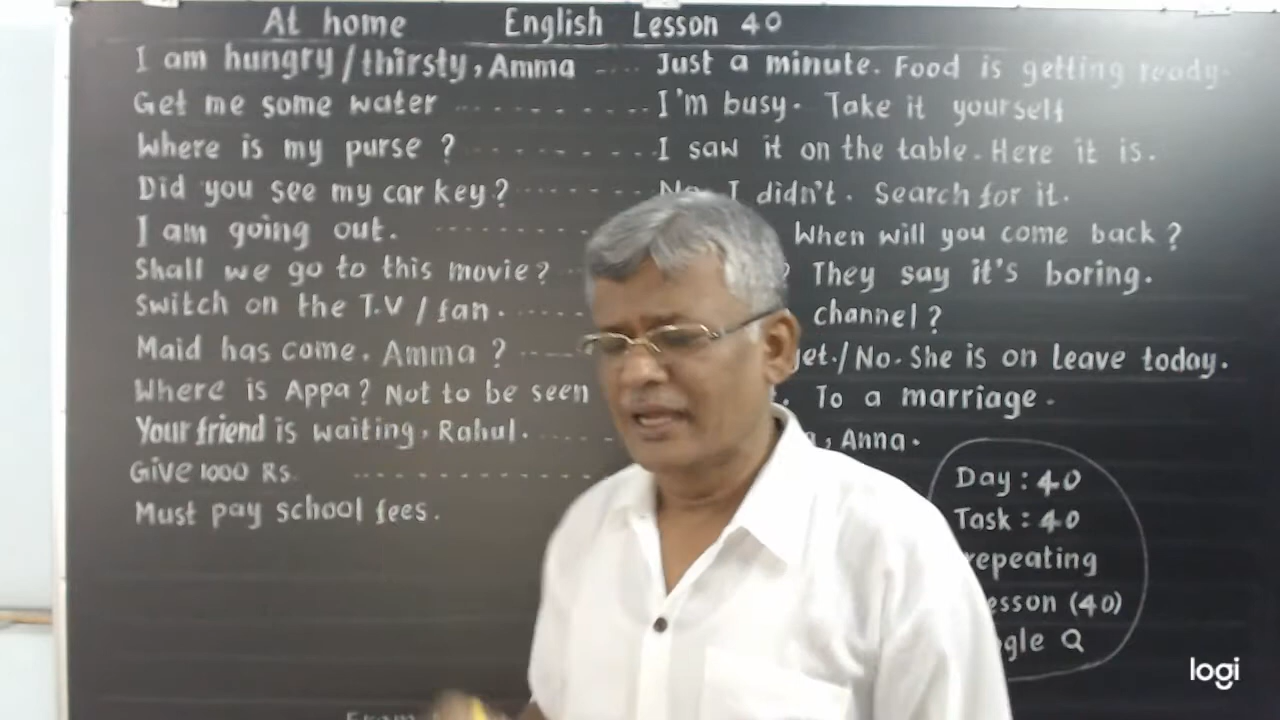 At home English Lesson 40
I am hungry/thirsty, Amma .... Just a minute. Food is getting ready.
Get me some water .......... I'm busy. Take it yourself
Where is my purse ? .......... I saw it on the table. Here it is.
Did you see my car key? ......... No I didn't. Search for it.
I am going out. ......... When will you come back ?
Shall we go to this movie? .. ? They say it's boring.
Switch on the T.V / fan. ..... channel ?
Maid has come. Amma ? ..... yet./No. She is on Leave today.
Where is Appa? Not to be seen . To a marriage.
Your friend is waiting, Rahul. ..... , Anna.
Give 1000 Rs. ..............
Must pay school fees.
Day : 40
Task : 40
repeating
Lesson (40)
Q
logi